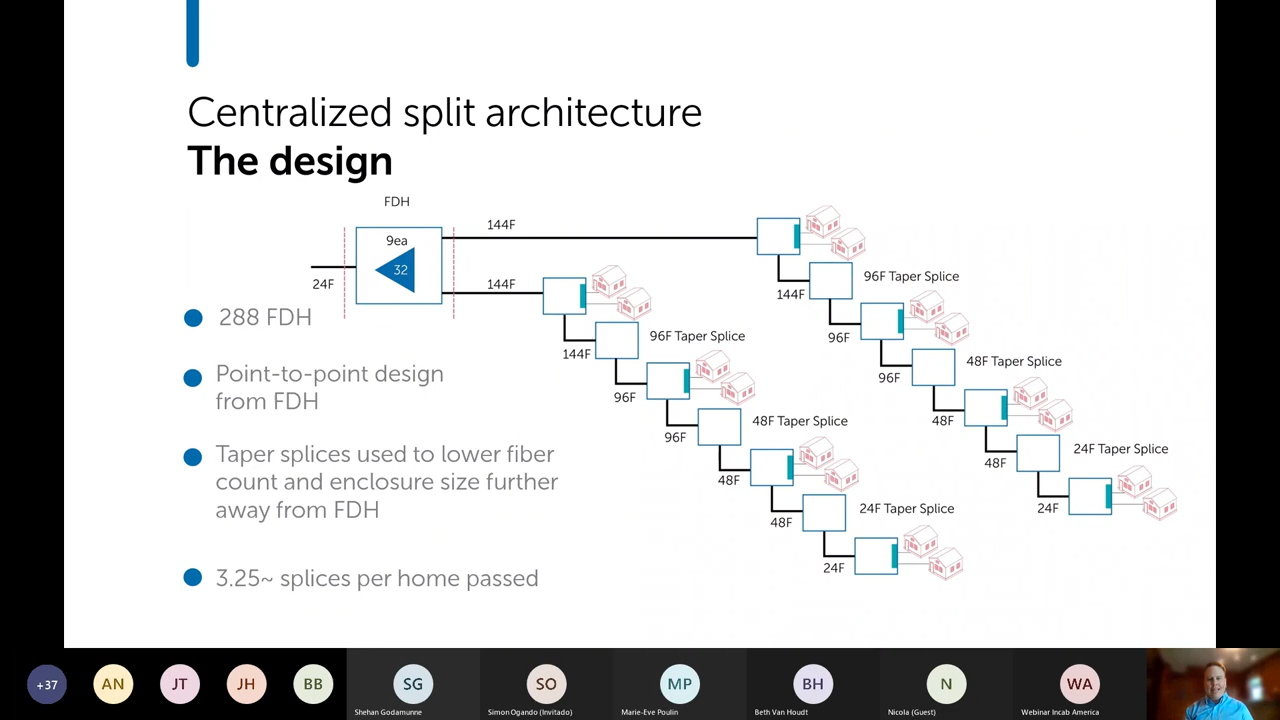 Centralized split architecture
The design
FDH
9ea
32
24F
144F
144F
288 FDH
Point-to-point design
from FDH
Taper splices used to lower fiber
count and enclosure size further
away from FDH
3.25~ splices per home passed
144F
96F Taper Splice
96F
96F
48F Taper Splice
48F
48F
24F Taper Splice
24F
144F
96F Taper Splice
96F
96F
48F Taper Splice
48F
48F
24F Taper Splice
24F
+37
AN
JT
JH
BB
SG
Shehan Godamunne
SO
Simon Ogando (Invitado)
MP
Marie-Eve Poulin
BH
Beth Van Houdt
N
Nicola (Guest)
WA
Webinar Incab America